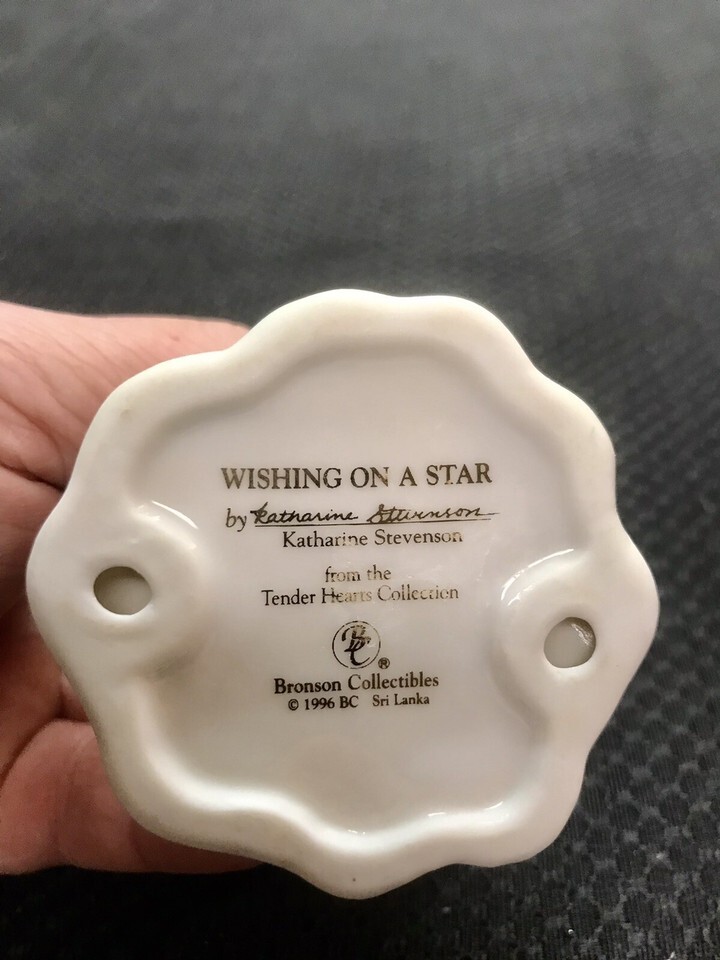 WISHING ON A STAR
by Katharine Stevenson
Katharine Stevenson
from the
Tender Hearts Collection
BC ®
Bronson Collectibles
© 1996 BC Sri Lanka